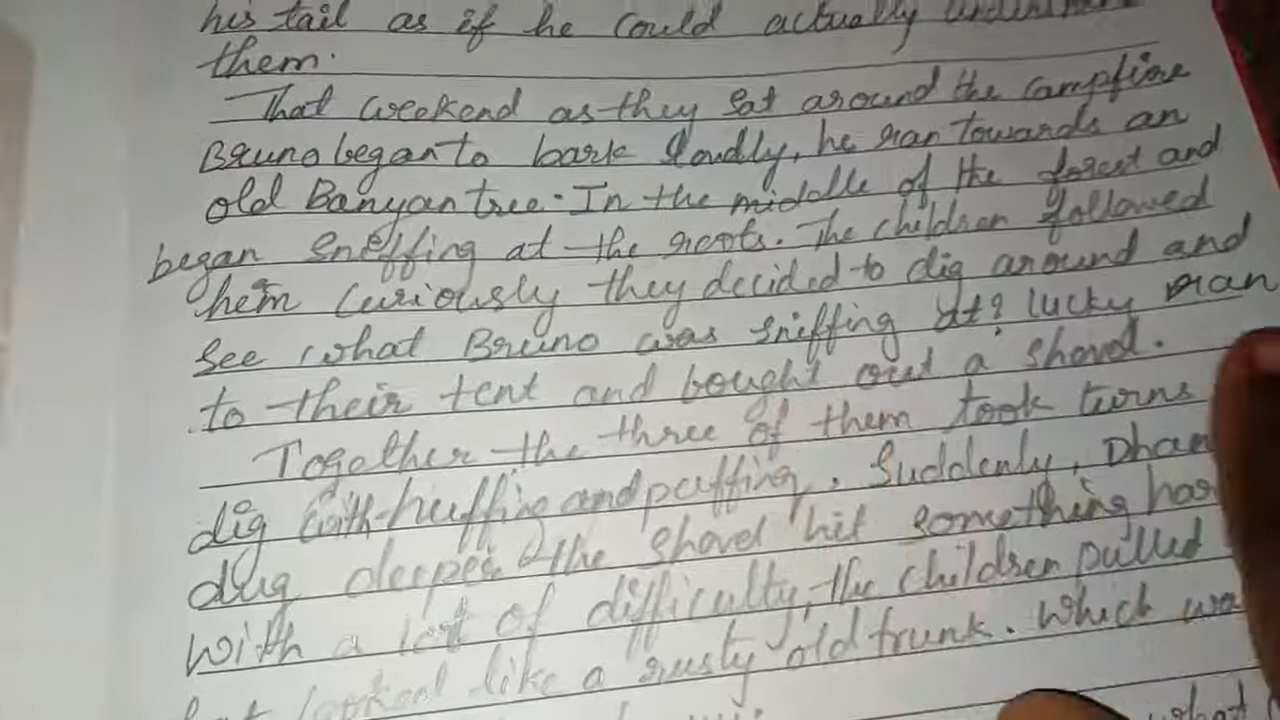 his tail as if he could actually
them.
That weekend as they sat around the campfire
Bruno began to bark loudly, he ran towards an
old Banyan tree. In the middle of the forest and
began sneffing at the roots. The children followed
hem curiously they decided to dig around and
see what Bruno was sniffing at? lucky ran
to their tent and bought out a shovel.
Together the three of them took turns
dig with huffing and puffing. Suddenly, Dhan
dug deeper the shovel hit something har
with a lot of difficulty, the children pulled
looked like a rusty old trunk. Which wa